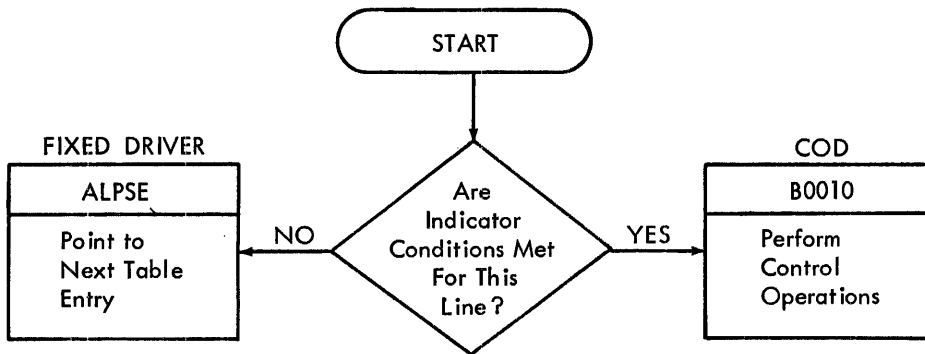 START
FIXED DRIVER
ALPSE
Point to
Next Table
Entry
NO
Are
Indicator
Conditions Met
For This
Line?
YES
COD
B0010
Perform
Control
Operations